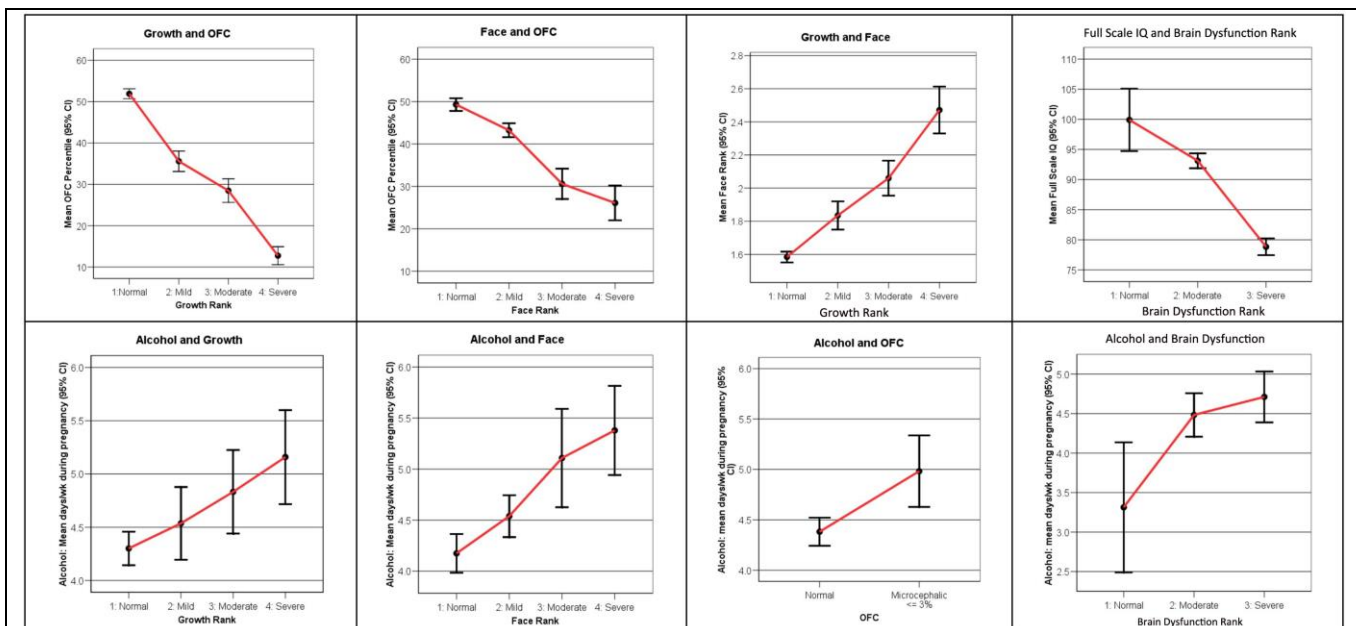 Growth and OFC
Mean OFC Percentile (95% CI)
60
50
40
30
20
10
1:Normal 2: Mild 3: Moderate 4: Severe
Growth Rank
Face and OFC
Mean OFC Percentile (95% CI)
60
50
40
30
20
10
1: Normal 2: Mild 3: Moderate 4: Severe
Face Rank
Growth and Face
Mean Face Rank (95% CI)
2.8
2.6
2.4
2.2
2
1.8
1.6
1: Normal 2: Mild 3: Moderate 4: Severe
Growth Rank
Full Scale IQ and Brain Dysfunction Rank
Mean Full Scale IQ (95% CI)
110
105
100
95
90
85
80
75
1: Normal 2: Moderate 3: Severe
Brain Dysfunction Rank
Alcohol and Growth
Alcohol: Mean days/wk during pregnancy (95% CI)
6.0
5.5
5.0
4.5
4.0
1: Normal 2: Mild 3: Moderate 4: Severe
Growth Rank
Alcohol and Face
Alcohol: Mean days/wk during pregnancy (95% CI)
6.0
5.5
5.0
4.5
4.0
1: Normal 2: Mild 3: Moderate 4: Severe
Face Rank
Alcohol and OFC
Alcohol: mean days/wk during pregnancy (95%
CI)
6.0
5.5
5.0
4.5
4.0
Normal Microcephalic
<= 3%
OFC
Alcohol and Brain Dysfunction
Alcohol: mean days/wk during pregnancy (95% CI)
5.0
4.5
4.0
3.5
3.0
2.5
1: Normal 2: Moderate 3: Severe
Brain Dysfunction Rank